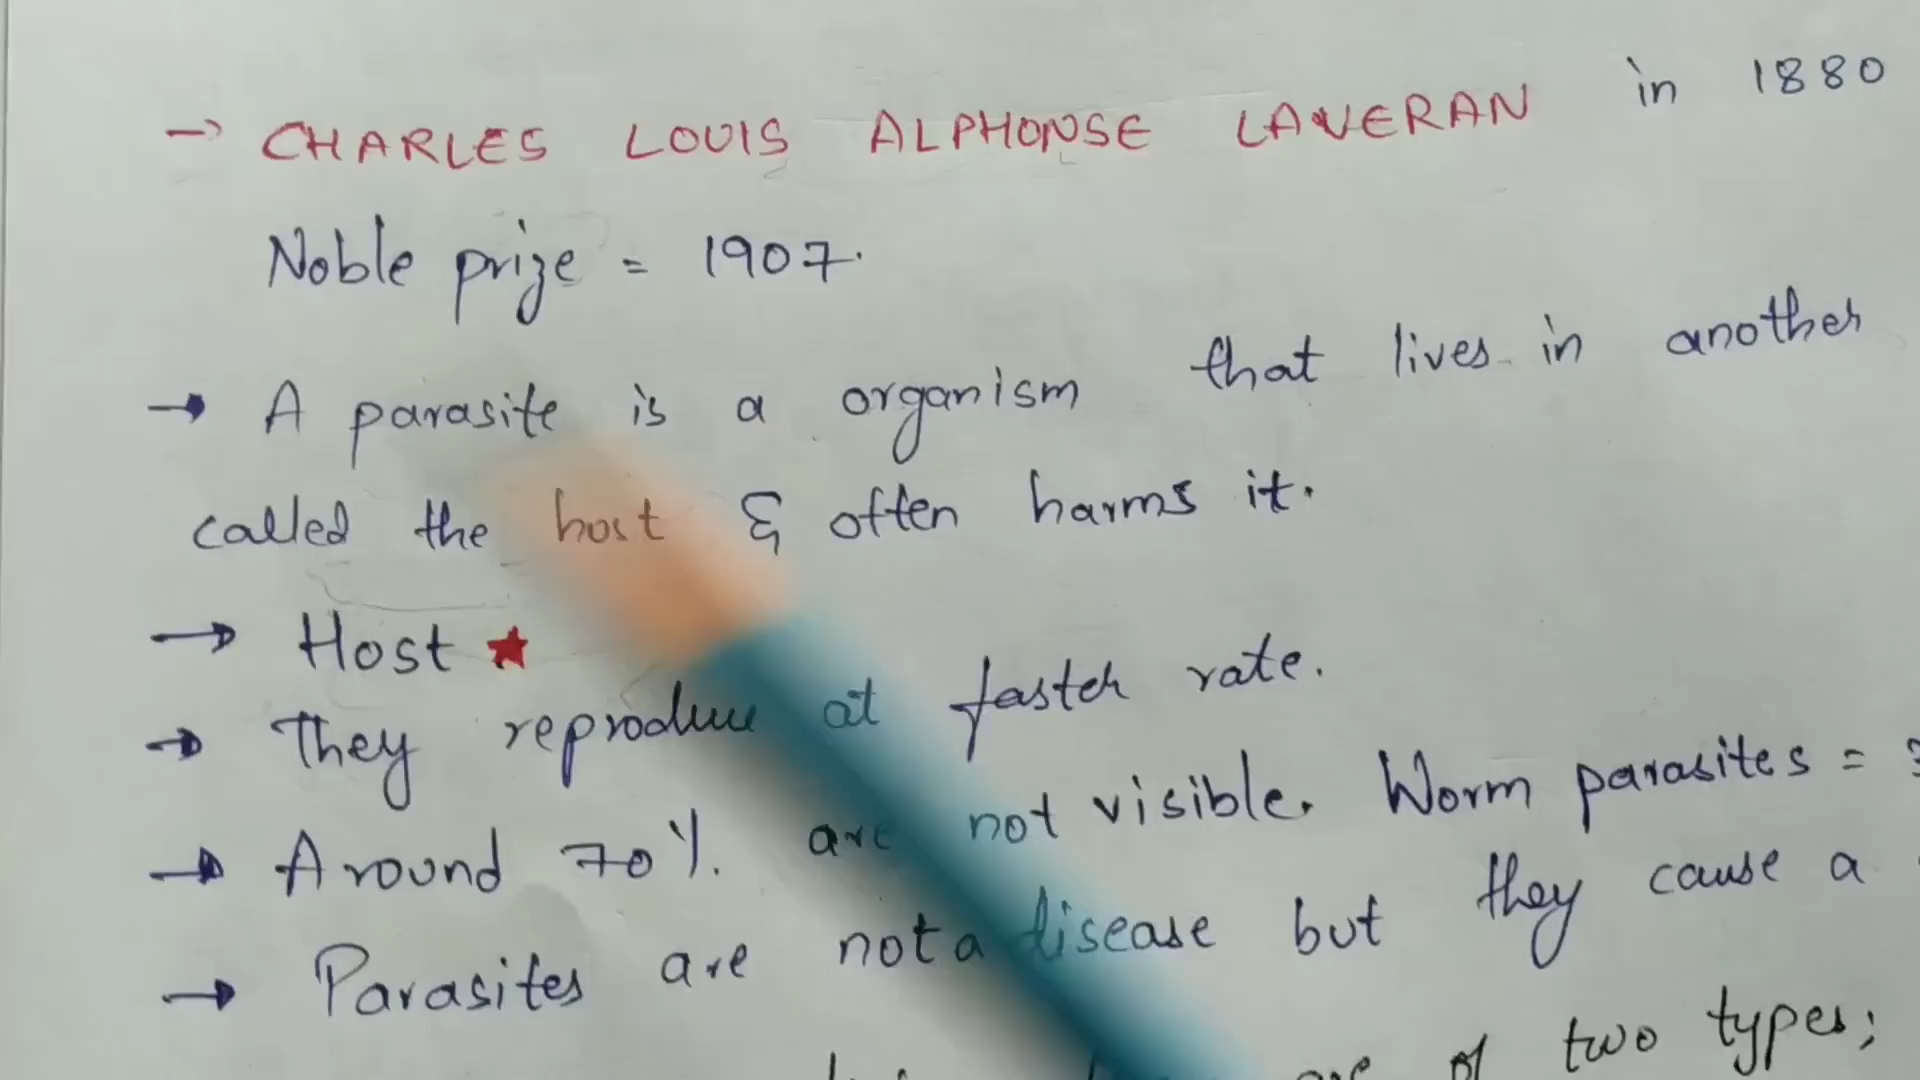 → CHARLES LOUIS ALPHONSE LAVERAN in 1880
Noble prize = 1907.
→ A parasite is a organism that lives in another
called the host & often harms it.
→ Host ★
→ They reproduce at faster rate.
→ Around 70%. are not visible. Worm parasites =
→ Parasites are not a disease but they cause a
of two types;